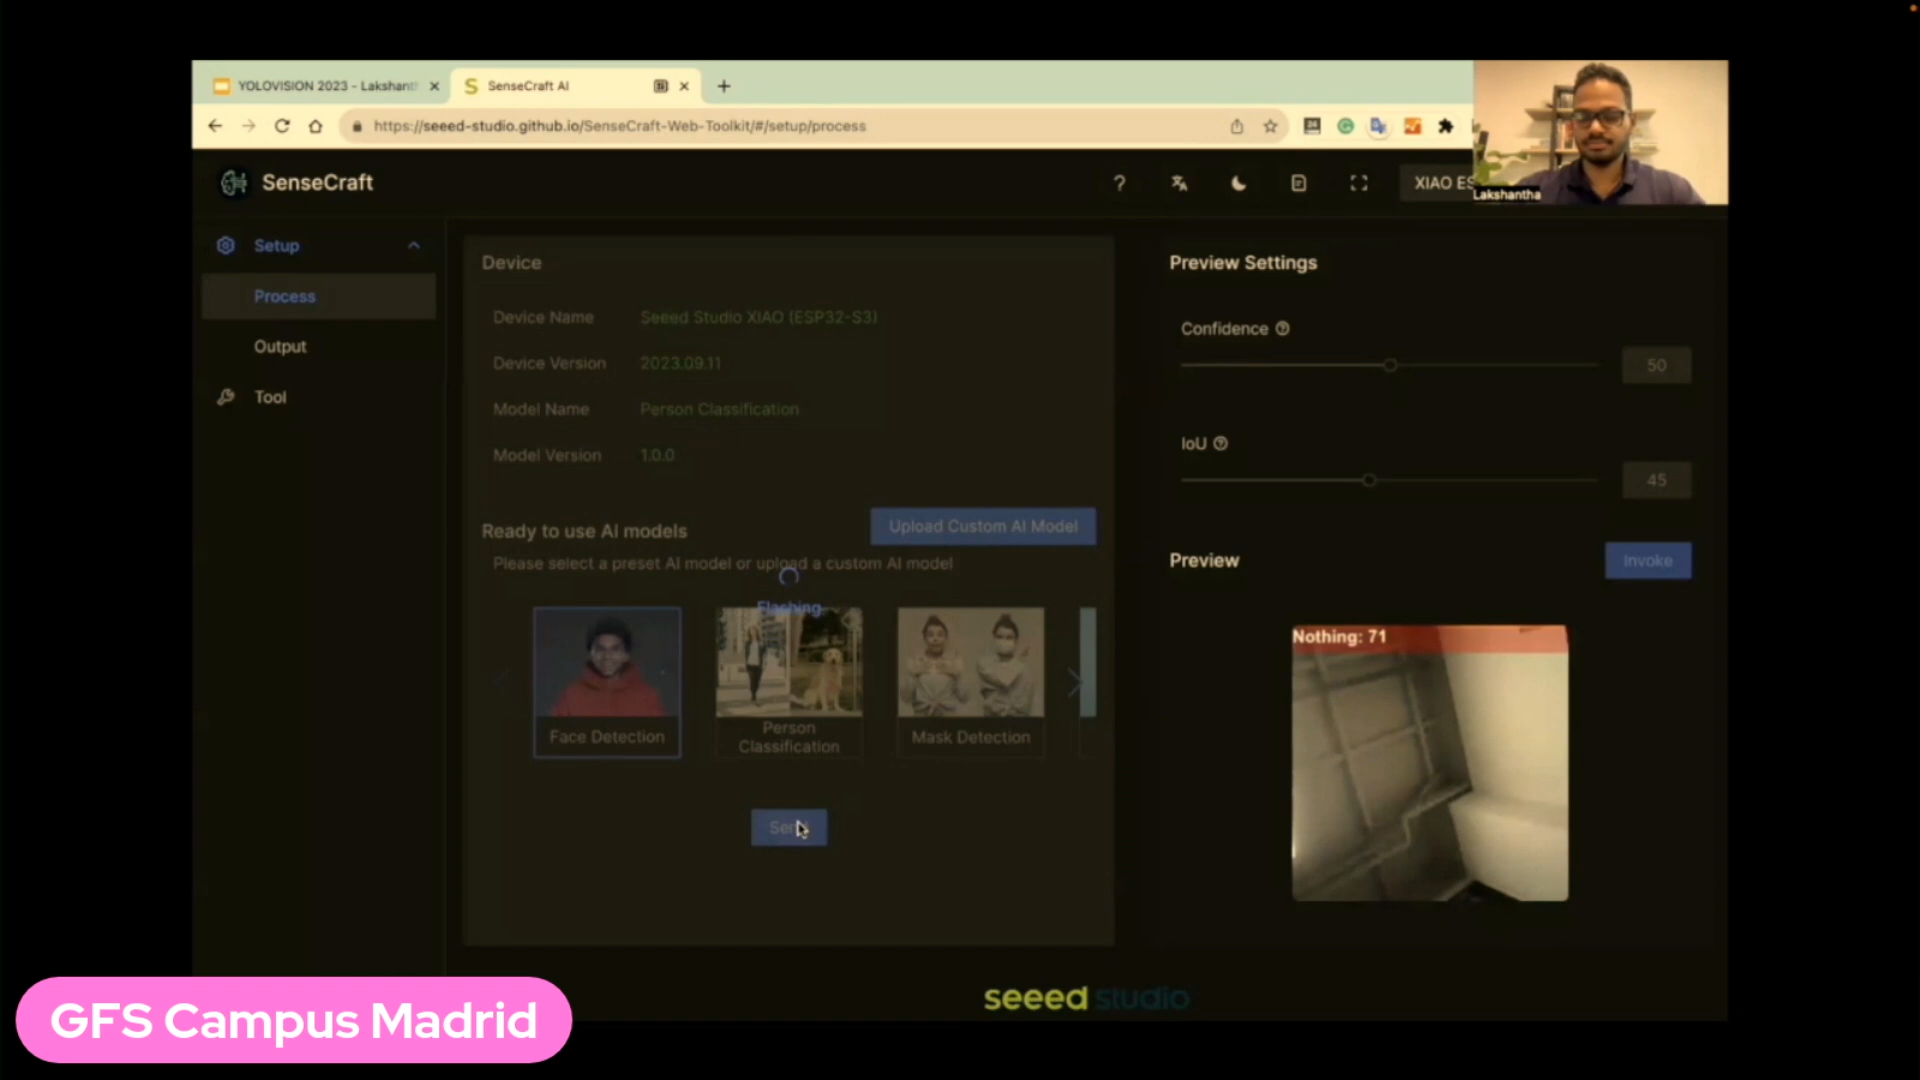 YOLOVISION 2023 - Lakshant
SenseCraft AI
https://seeed-studio.github.io/SenseCraft-Web-Toolkit/#/setup/process
Lakshantha
SenseCraft
XIAO ES
Setup
Process
Output
Tool
Device
Device Name Seeed Studio XIAO (ESP32-S3)
Device Version 2023.09.11
Model Name Person Classification
Model Version 1.0.0
Ready to use AI models
Upload Custom AI Model
Please select a preset AI model or upload a custom AI model
Flashing
Face Detection
Person
Classification
Mask Detection
Send
Preview Settings
Confidence
50
IoU
45
Preview
Invoke
Nothing: 71
seeed studio
GFS Campus Madrid